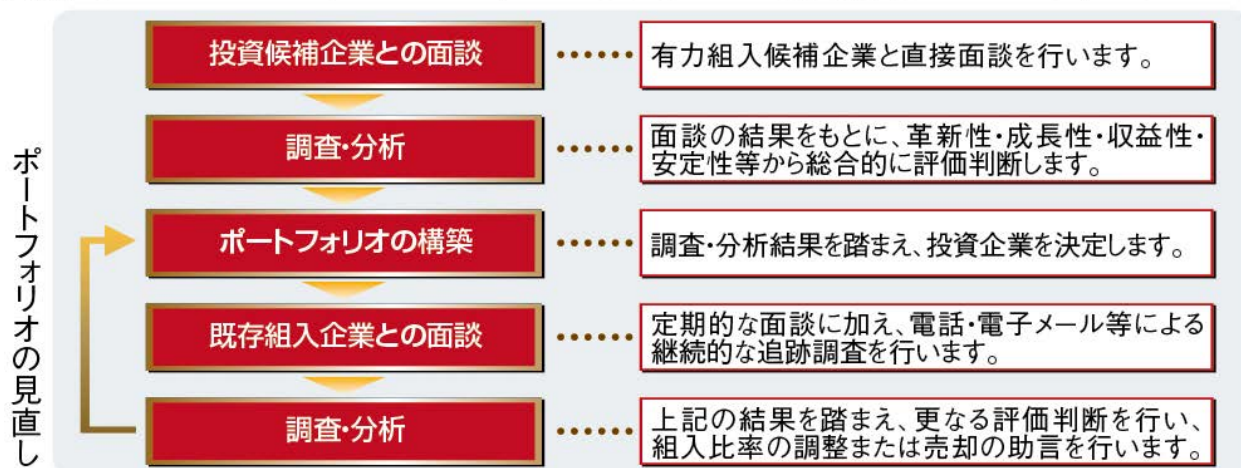 投資候補企業との面談
有力組入候補企業と直接面談を行います。
調査・分析
面談の結果をもとに、革新性・成長性・収益性・
安定性等から総合的に評価判断します。
ポートフォリオの構築
調査・分析結果を踏まえ、投資企業を決定します。
既存組入企業との面談
定期的な面談に加え、電話・電子メール等による
継続的な追跡調査を行います。
調査・分析
上記の結果を踏まえ、更なる評価判断を行い、
組入比率の調整または売却の助言を行います。
ポートフォリオの見直し